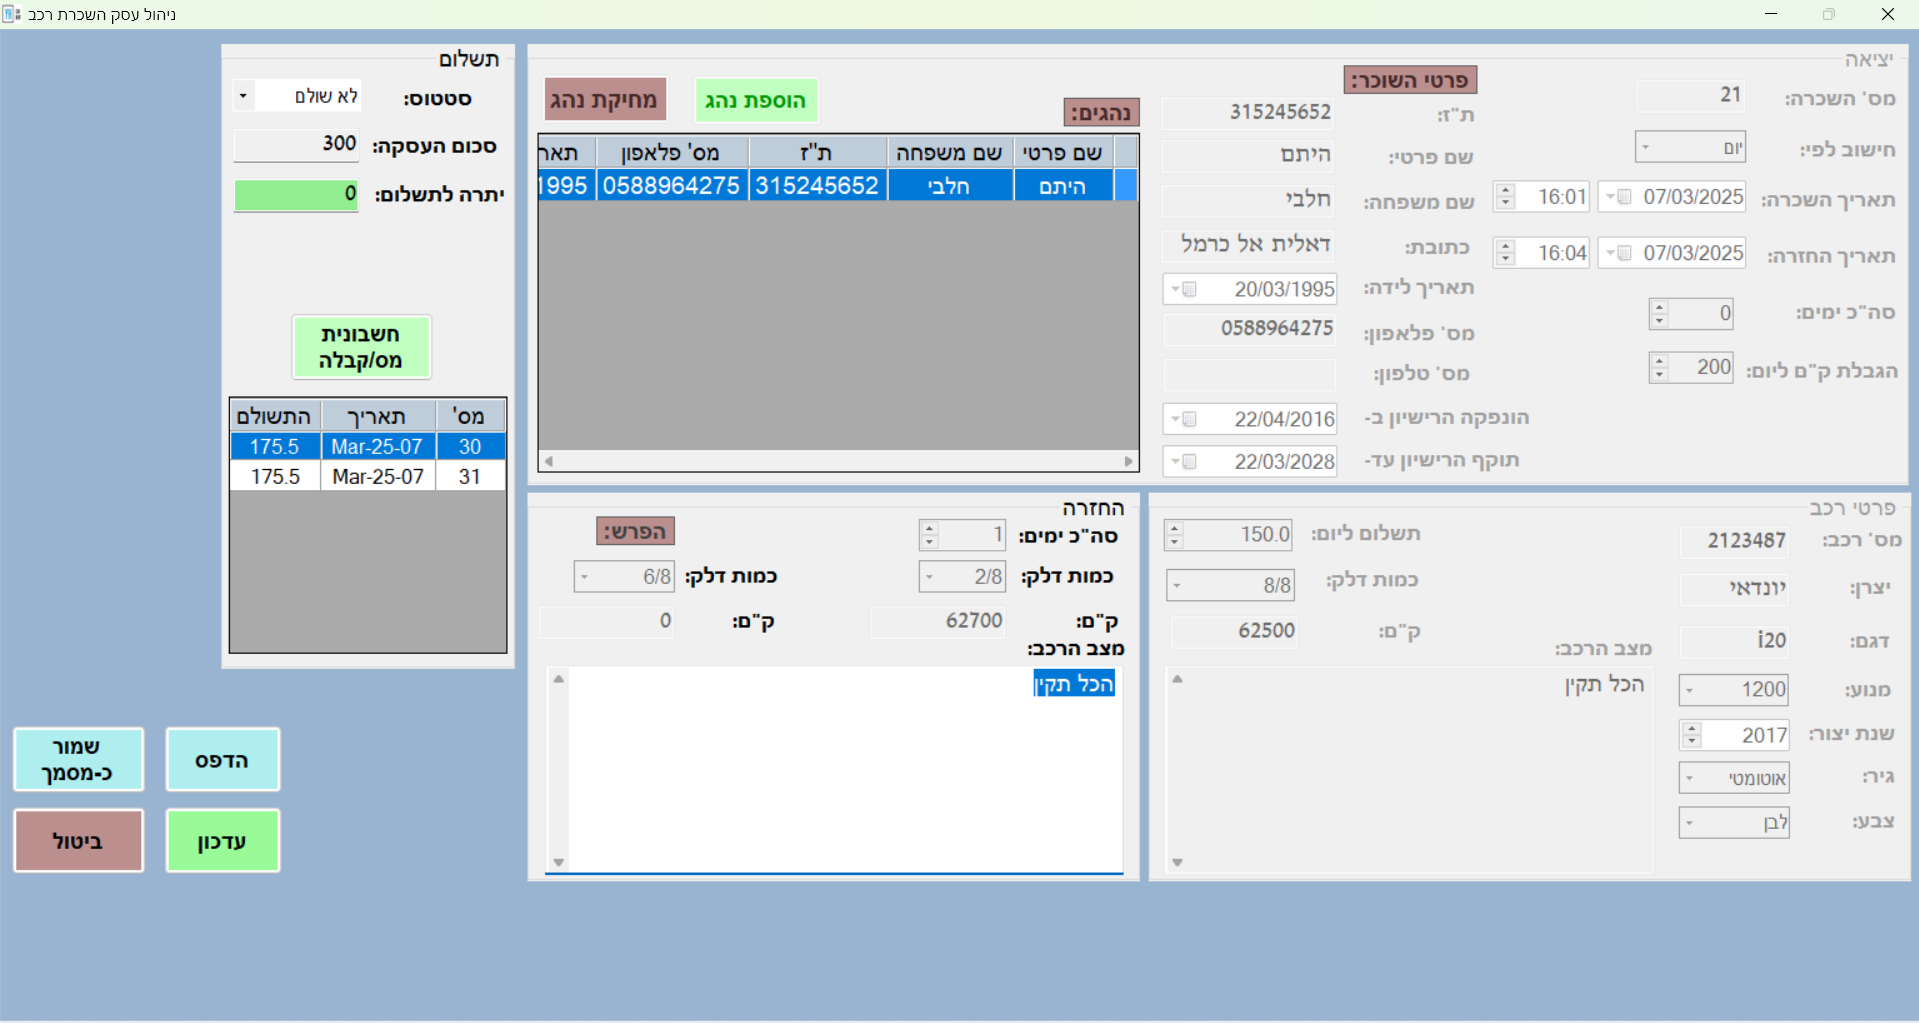 ניהול עסק השכרת רכב
יציאה
מס' השכרה: 21
חישוב לפי: יום
תאריך השכרה: 07/03/2025 16:01
תאריך החזרה: 07/03/2025 16:04
סה"כ ימים: 0
הגבלת ק"ם ליום: 200
פרטי השוכר:
ת"ז: 315245652
שם פרטי: היתם
שם משפחה: חלבי
כתובת: דאלית אל כרמל
תאריך לידה: 20/03/1995
מס' פלאפון: 0588964275
מס' טלפון:
הונפקה הרישיון ב- 22/04/2016
תוקף הרישיון עד- 22/03/2028
נהגים:
הוספת נהג
מחיקת נהג
שם פרטי שם משפחה ת"ז מס' פלאפון תאר
היתם חלבי 315245652 0588964275 1995
תשלום
סטטוס: לא שולם
סכום העסקה: 300
יתרה לתשלום: 0
חשבונית
מס/קבלה
מס' תאריך התשולם
30 Mar-25-07 175.5
31 Mar-25-07 175.5
פרטי רכב
מס' רכב: 2123487
יצרן: יונדאי
דגם: i20
מנוע: 1200
שנת יצור: 2017
גיר: אוטומטי
צבע: לבן
תשלום ליום: 150.0
כמות דלק: 8/8
ק"ם: 62500
מצב הרכב:
הכל תקין
החזרה
סה"כ ימים: 1
כמות דלק: 2/8
ק"ם: 62700
הפרש:
כמות דלק: 6/8
ק"ם: 0
מצב הרכב:
הכל תקין
הדפס
שמור
כ-מסמך
עדכון
ביטול